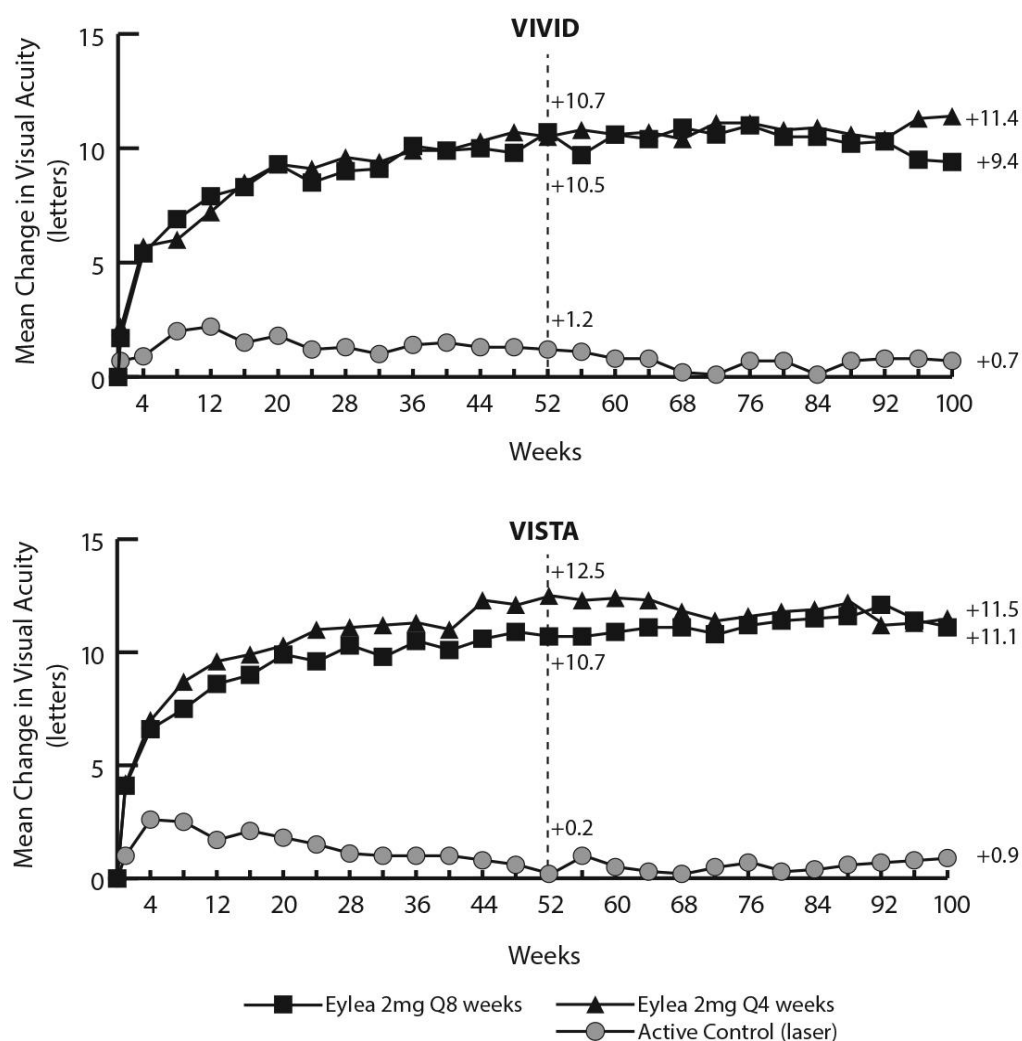 VIVID
Mean Change in Visual Acuity
(letters)
15
10
5
0
+10.7
+10.5
+1.2
+11.4
+9.4
+0.7
4 12 20 28 36 44 52 60 68 76 84 92 100
Weeks
VISTA
Mean Change in Visual Acuity
(letters)
15
10
5
0
+12.5
+10.7
+0.2
+11.5
+11.1
+0.9
4 12 20 28 36 44 52 60 68 76 84 92 100
Weeks
Eylea 2mg Q8 weeks Eylea 2mg Q4 weeks
Active Control (laser)